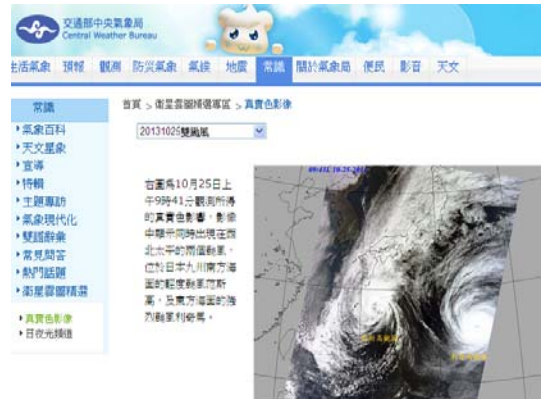 交通部中央氣象局
Central Weather Bureau
生活氣象 預報 觀測 防災氣象 氣候 地震 常識 關於氣象局 便民 影音 天文
常識
氣象百科
天文星象
宣導
特輯
主題專訪
氣象現代化
雙語辭彙
常見問答
熱門話題
衛星雲圖精選
真實色影像
日夜光頻道
首頁 > 衛星雲圖精選專區 > 真實色影像
20131025雙颱風
右圖為10月25日上
午9時41分觀測所得
的真實色影像。影像
中顯示同時出現在西
北太平的兩個颱風,
位於日本九州南方海
面的輕度颱風范斯
高,及東方海面的強
烈颱風利奇馬。